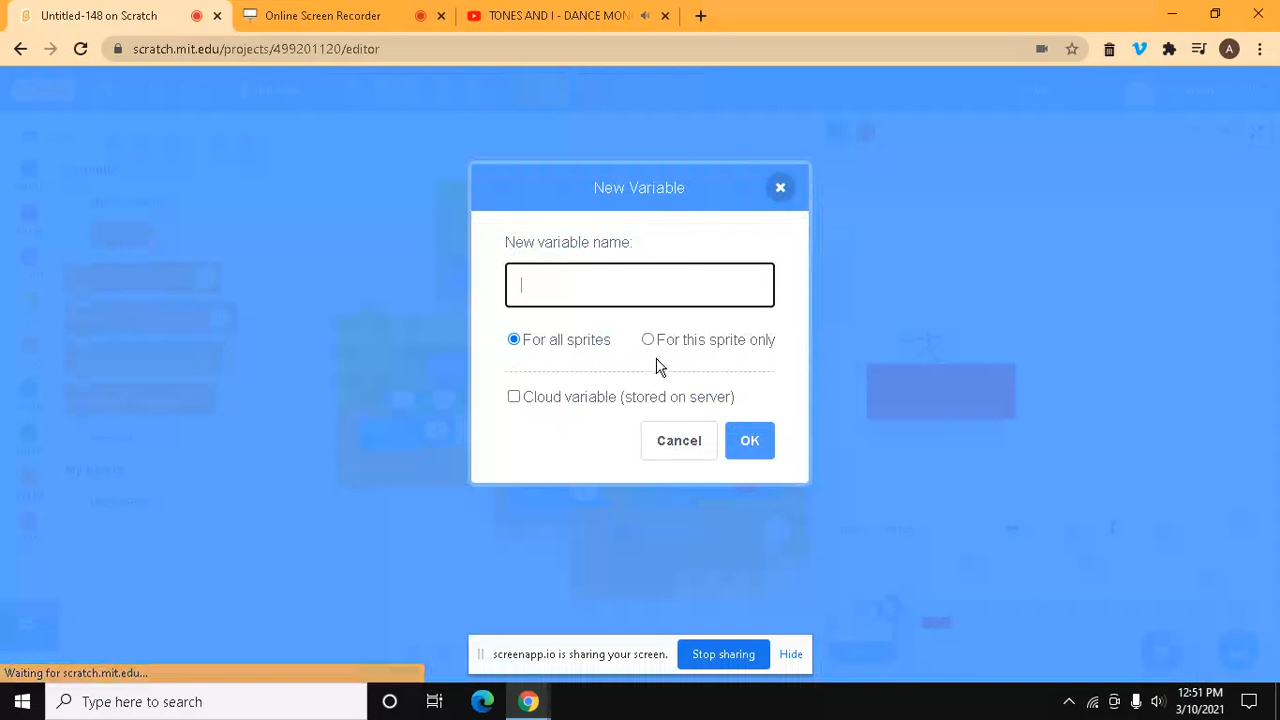 Untitled-148 on Scratch
Online Screen Recorder
TONES AND I - DANCE MON
scratch.mit.edu/projects/499201120/editor
A
New Variable
New variable name:
For all sprites
For this sprite only
Cloud variable (stored on server)
Cancel
OK
My Blocks
screenapp.io is sharing your screen.
Stop sharing
Hide
Waiting for scratch.mit.edu...
Type here to search
12:51 PM
3/10/2021